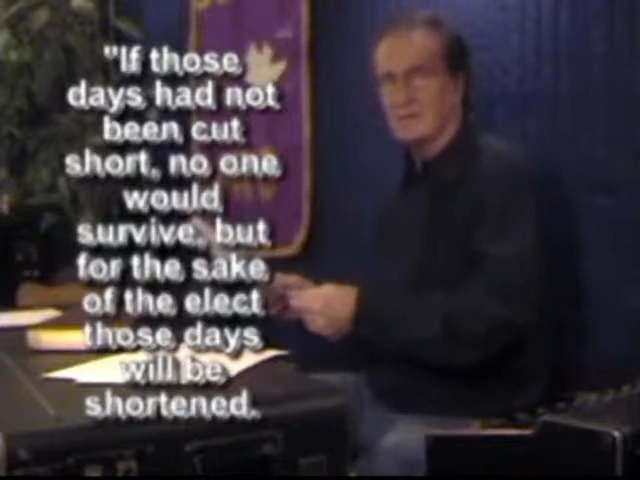 "If those
days had not
been cut
short, no one
would
survive, but
for the sake
of the elect
those days
will be
shortened.